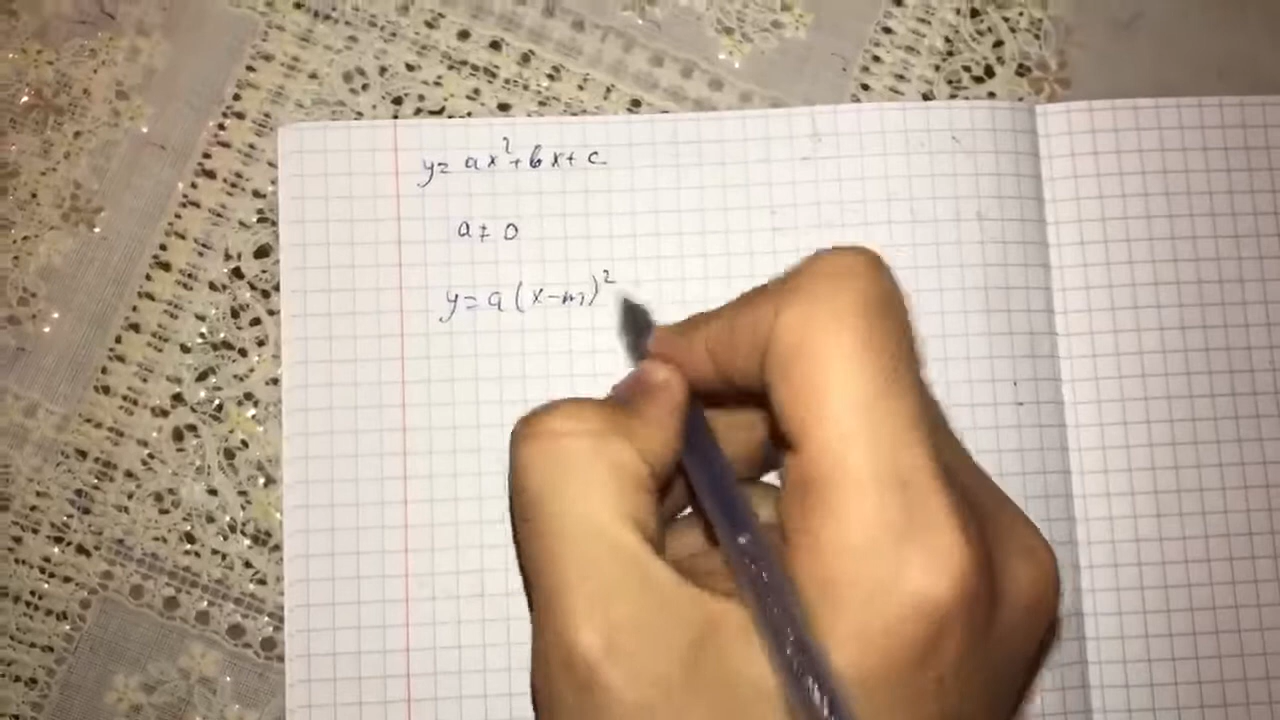 y = ax²+bx+c
a ≠ 0
y = a(x-m)²